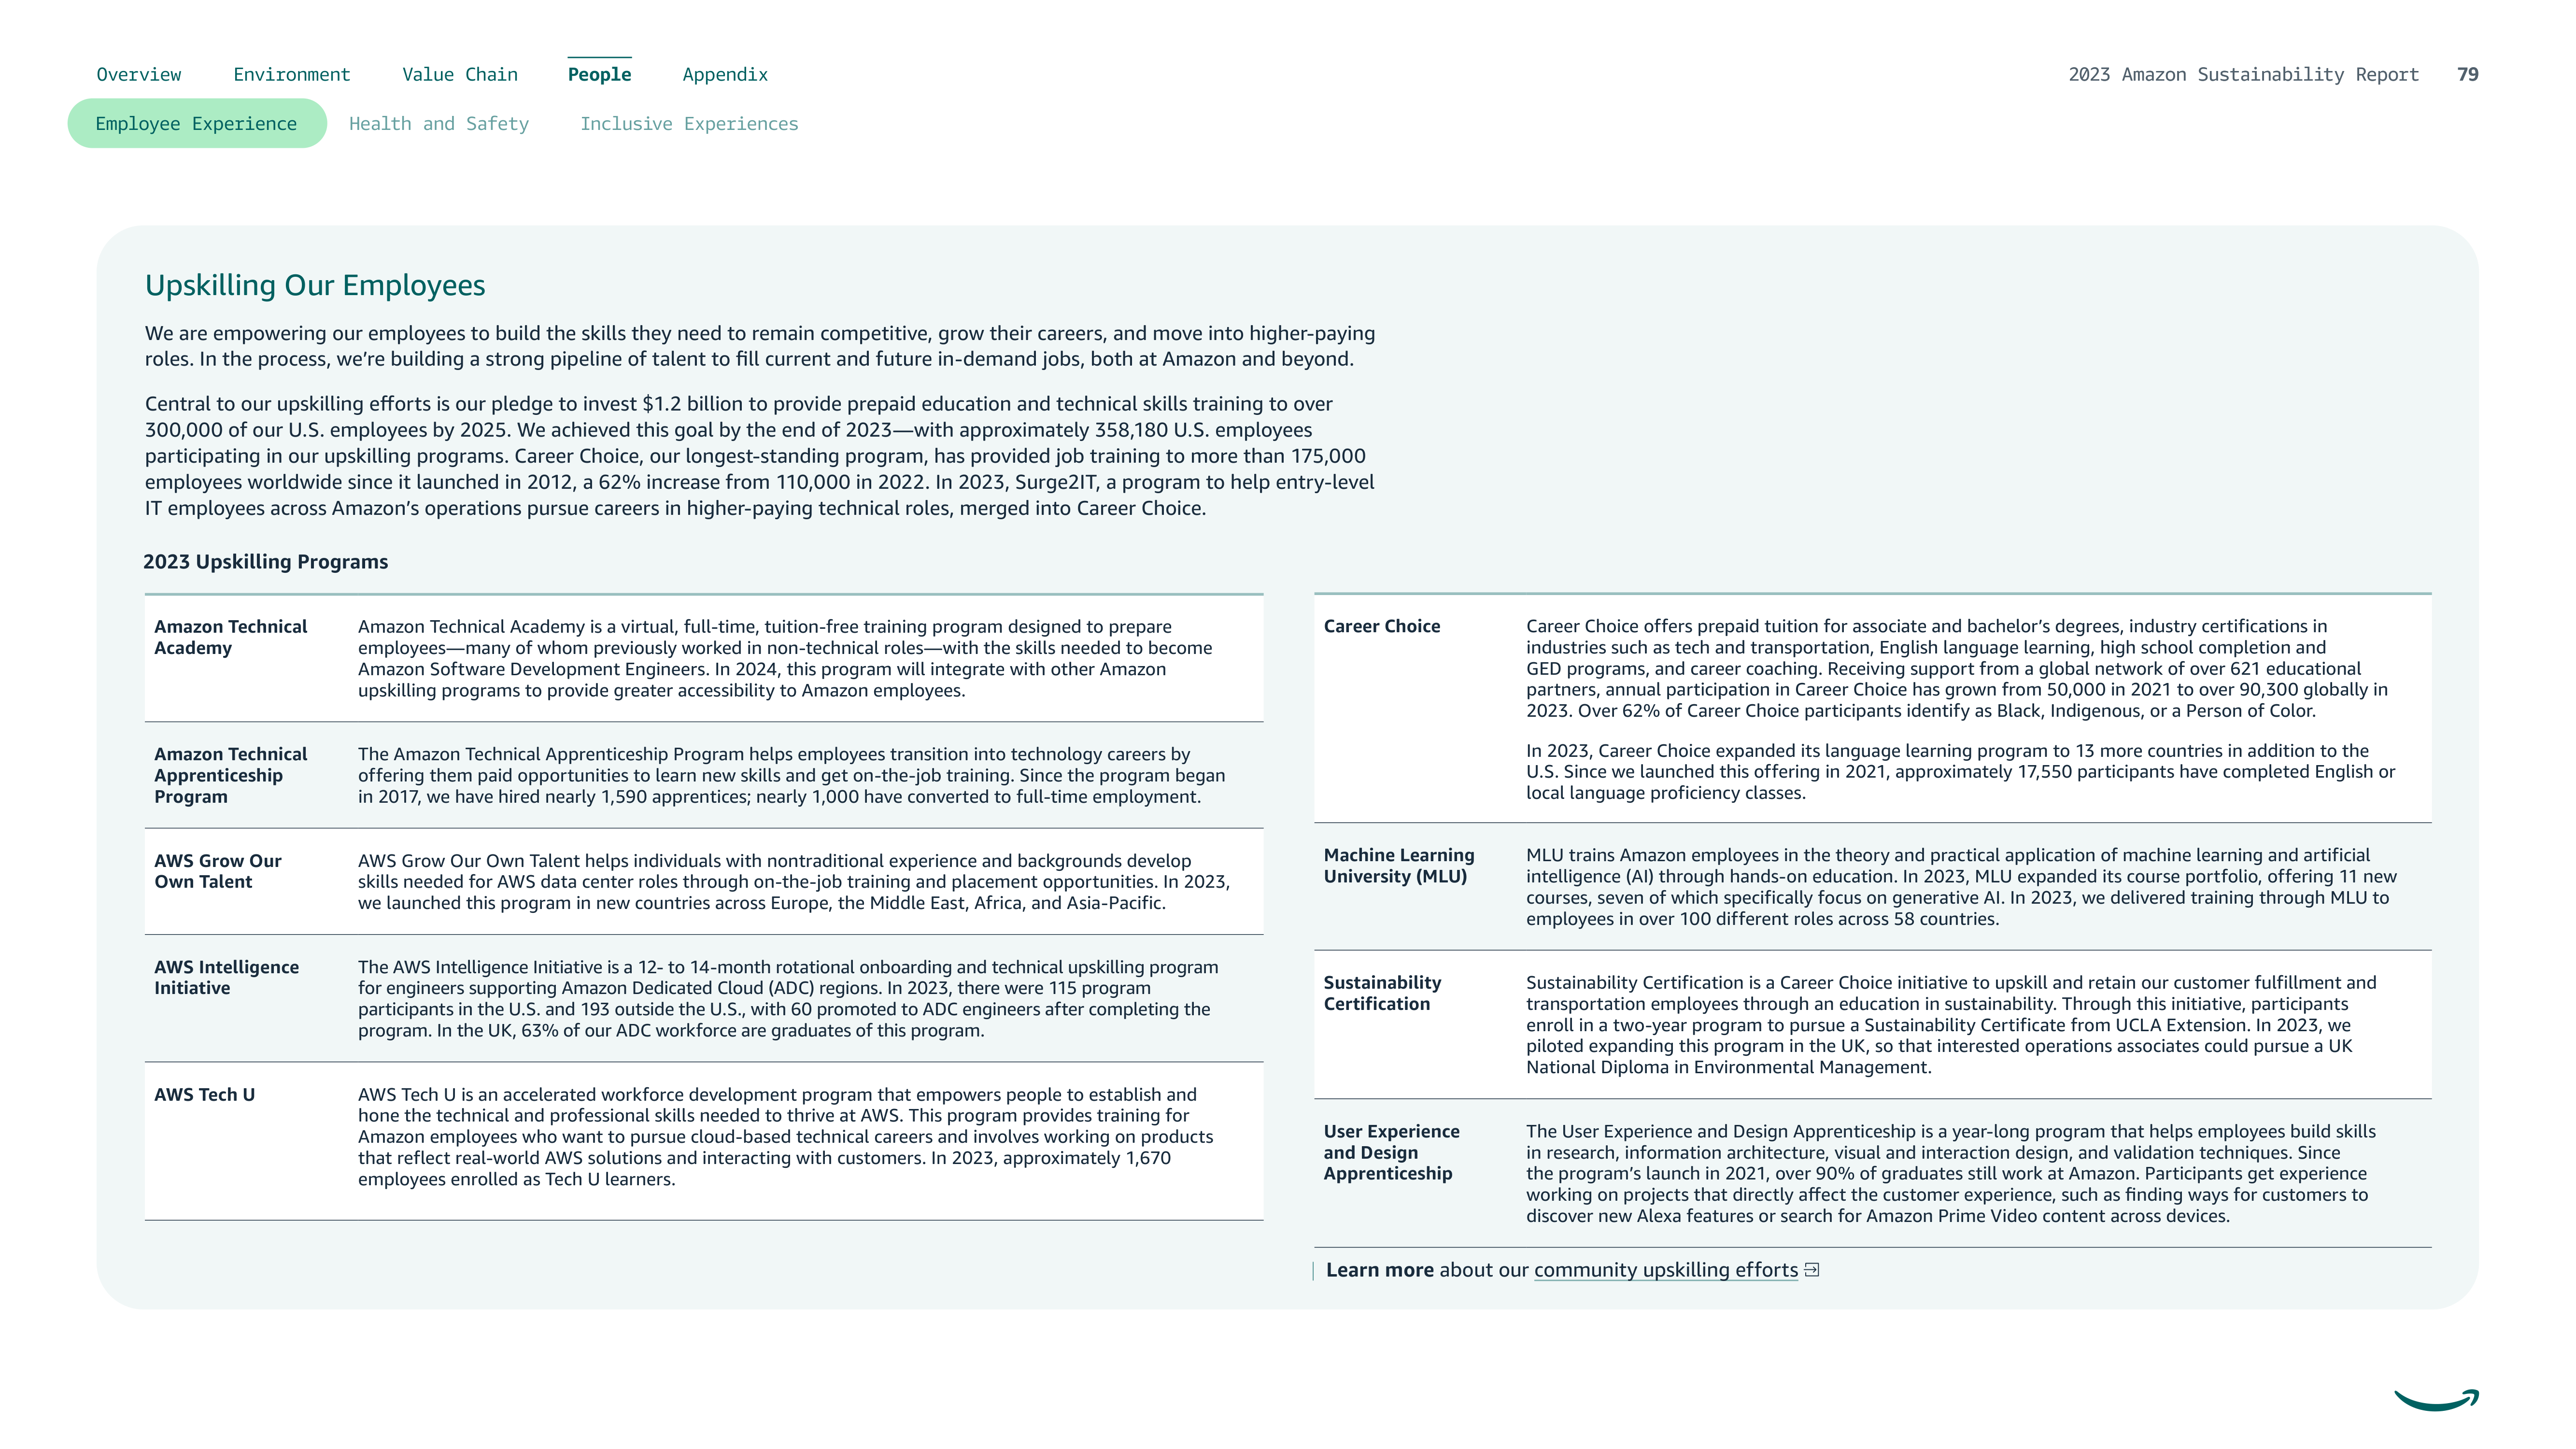 Overview Environment Value Chain People Appendix
2023 Amazon Sustainability Report 79
Employee Experience Health and Safety Inclusive Experiences
Upskilling Our Employees
We are empowering our employees to build the skills they need to remain competitive, grow their careers, and move into higher-paying
roles. In the process, we’re building a strong pipeline of talent to fill current and future in-demand jobs, both at Amazon and beyond.
Central to our upskilling efforts is our pledge to invest $1.2 billion to provide prepaid education and technical skills training to over
300,000 of our U.S. employees by 2025. We achieved this goal by the end of 2023—with approximately 358,180 U.S. employees
participating in our upskilling programs. Career Choice, our longest-standing program, has provided job training to more than 175,000
employees worldwide since it launched in 2012, a 62% increase from 110,000 in 2022. In 2023, Surge2IT, a program to help entry-level
IT employees across Amazon’s operations pursue careers in higher-paying technical roles, merged into Career Choice.
2023 Upskilling Programs
Amazon Technical
Academy
Amazon Technical Academy is a virtual, full-time, tuition-free training program designed to prepare
employees—many of whom previously worked in non-technical roles—with the skills needed to become
Amazon Software Development Engineers. In 2024, this program will integrate with other Amazon
upskilling programs to provide greater accessibility to Amazon employees.
Amazon Technical
Apprenticeship
Program
The Amazon Technical Apprenticeship Program helps employees transition into technology careers by
offering them paid opportunities to learn new skills and get on-the-job training. Since the program began
in 2017, we have hired nearly 1,590 apprentices; nearly 1,000 have converted to full-time employment.
AWS Grow Our
Own Talent
AWS Grow Our Own Talent helps individuals with nontraditional experience and backgrounds develop
skills needed for AWS data center roles through on-the-job training and placement opportunities. In 2023,
we launched this program in new countries across Europe, the Middle East, Africa, and Asia-Pacific.
AWS Intelligence
Initiative
The AWS Intelligence Initiative is a 12- to 14-month rotational onboarding and technical upskilling program
for engineers supporting Amazon Dedicated Cloud (ADC) regions. In 2023, there were 115 program
participants in the U.S. and 193 outside the U.S., with 60 promoted to ADC engineers after completing the
program. In the UK, 63% of our ADC workforce are graduates of this program.
AWS Tech U
AWS Tech U is an accelerated workforce development program that empowers people to establish and
hone the technical and professional skills needed to thrive at AWS. This program provides training for
Amazon employees who want to pursue cloud-based technical careers and involves working on products
that reflect real-world AWS solutions and interacting with customers. In 2023, approximately 1,670
employees enrolled as Tech U learners.
Career Choice
Career Choice offers prepaid tuition for associate and bachelor’s degrees, industry certifications in
industries such as tech and transportation, English language learning, high school completion and
GED programs, and career coaching. Receiving support from a global network of over 621 educational
partners, annual participation in Career Choice has grown from 50,000 in 2021 to over 90,300 globally in
2023. Over 62% of Career Choice participants identify as Black, Indigenous, or a Person of Color.
In 2023, Career Choice expanded its language learning program to 13 more countries in addition to the
U.S. Since we launched this offering in 2021, approximately 17,550 participants have completed English or
local language proficiency classes.
Machine Learning
University (MLU)
MLU trains Amazon employees in the theory and practical application of machine learning and artificial
intelligence (AI) through hands-on education. In 2023, MLU expanded its course portfolio, offering 11 new
courses, seven of which specifically focus on generative AI. In 2023, we delivered training through MLU to
employees in over 100 different roles across 58 countries.
Sustainability
Certification
Sustainability Certification is a Career Choice initiative to upskill and retain our customer fulfillment and
transportation employees through an education in sustainability. Through this initiative, participants
enroll in a two-year program to pursue a Sustainability Certificate from UCLA Extension. In 2023, we
piloted expanding this program in the UK, so that interested operations associates could pursue a UK
National Diploma in Environmental Management.
User Experience
and Design
Apprenticeship
The User Experience and Design Apprenticeship is a year-long program that helps employees build skills
in research, information architecture, visual and interaction design, and validation techniques. Since
the program’s launch in 2021, over 90% of graduates still work at Amazon. Participants get experience
working on projects that directly affect the customer experience, such as finding ways for customers to
discover new Alexa features or search for Amazon Prime Video content across devices.
Learn more about our community upskilling efforts